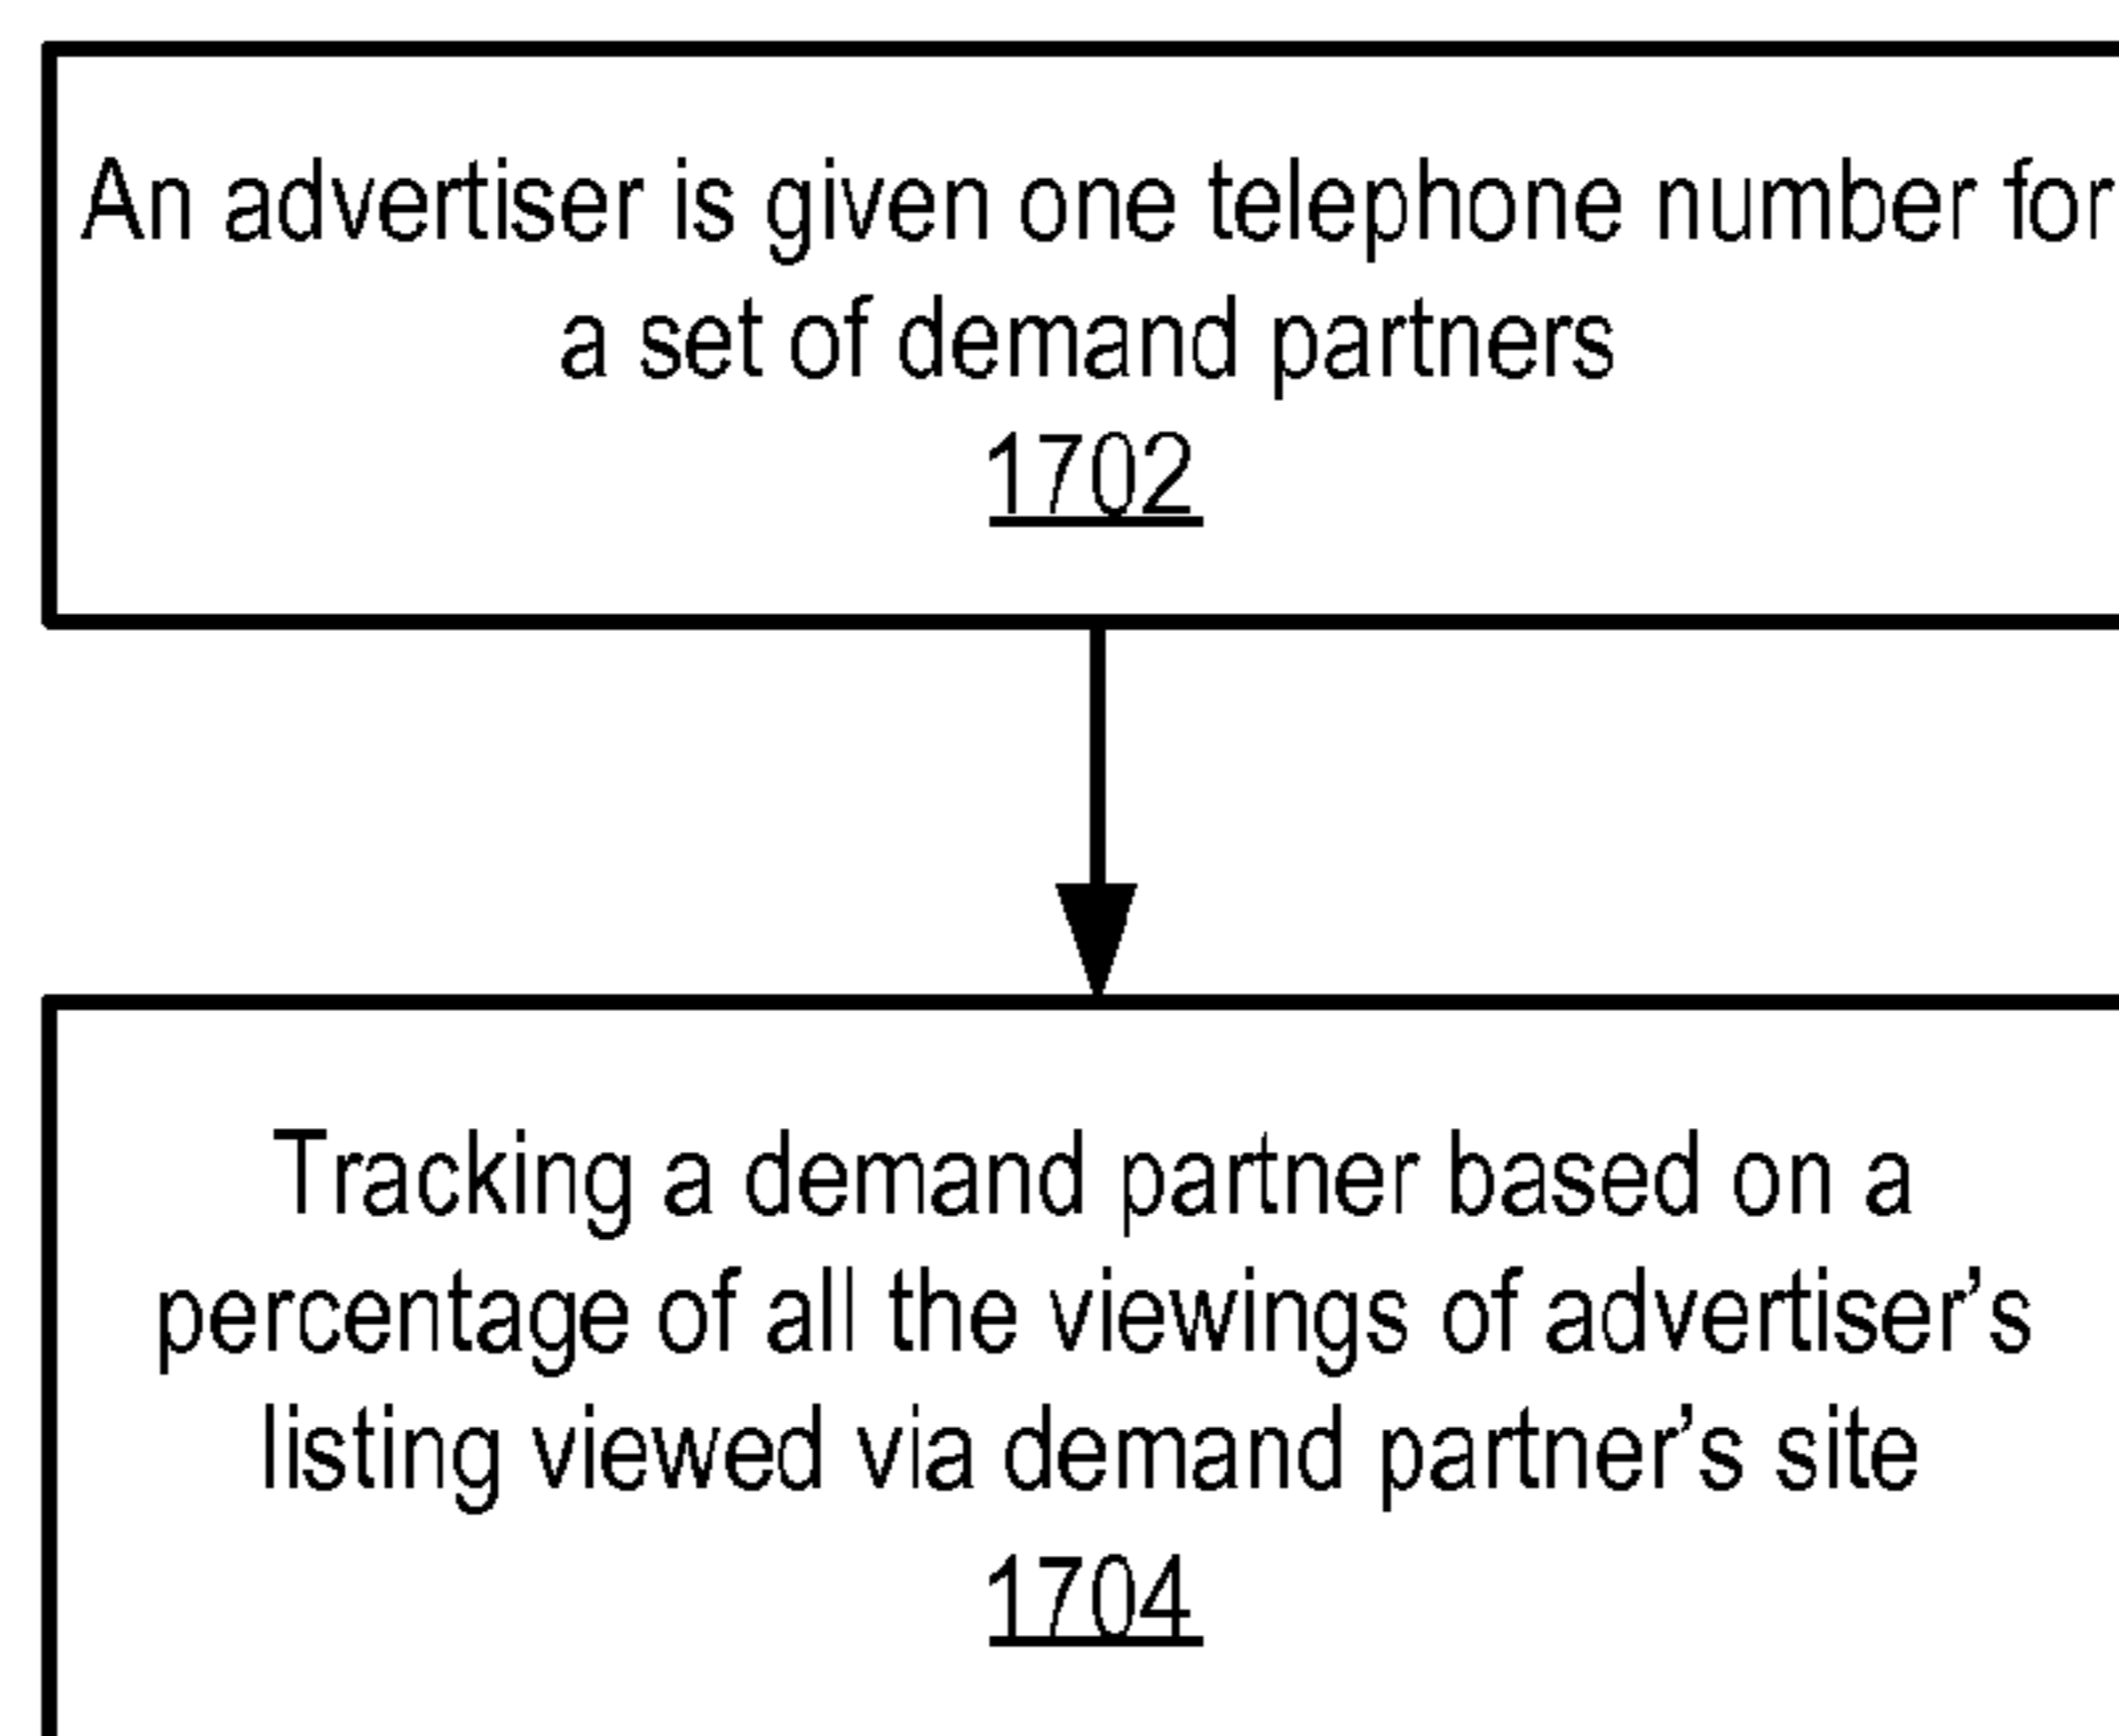 An advertiser is given one telephone number for
a set of demand partners
1702
Tracking a demand partner based on a
percentage of all the viewings of advertiser’s
listing viewed via demand partner’s site
1704